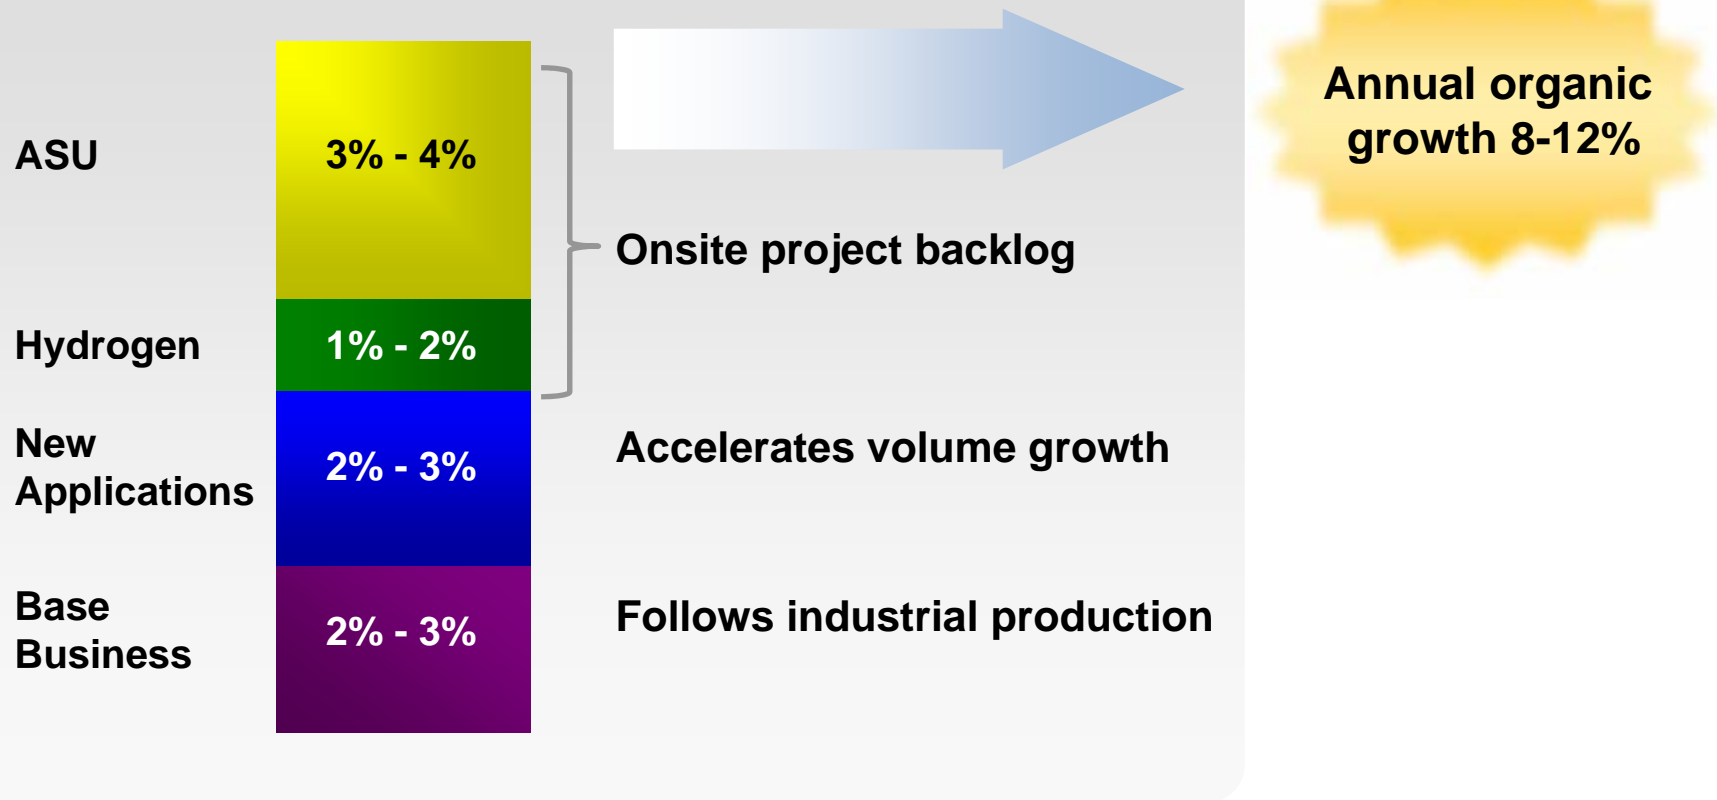 Annual organic
growth 8-12%
ASU
3% - 4%
Onsite project backlog
Hydrogen
1% - 2%
New
Applications
2% - 3%
Accelerates volume growth
Base
Business
2% - 3%
Follows industrial production